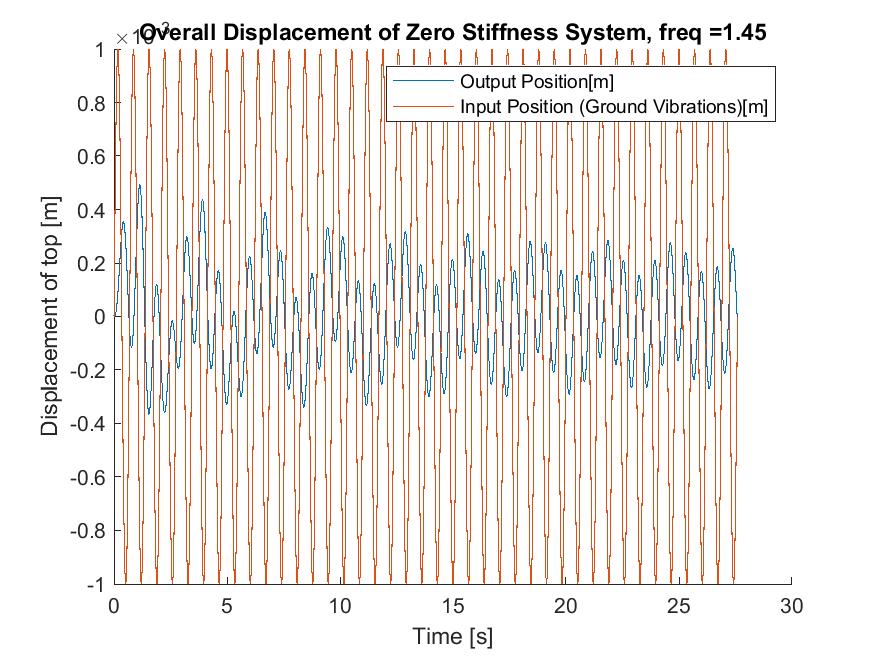 Overall Displacement of Zero Stiffness System, freq =1.45
×10-3
Output Position[m]
Input Position (Ground Vibrations)[m]
1
0.8
0.6
0.4
0.2
0
-0.2
-0.4
-0.6
-0.8
-1
Displacement of top [m]
0 5 10 15 20 25 30
Time [s]